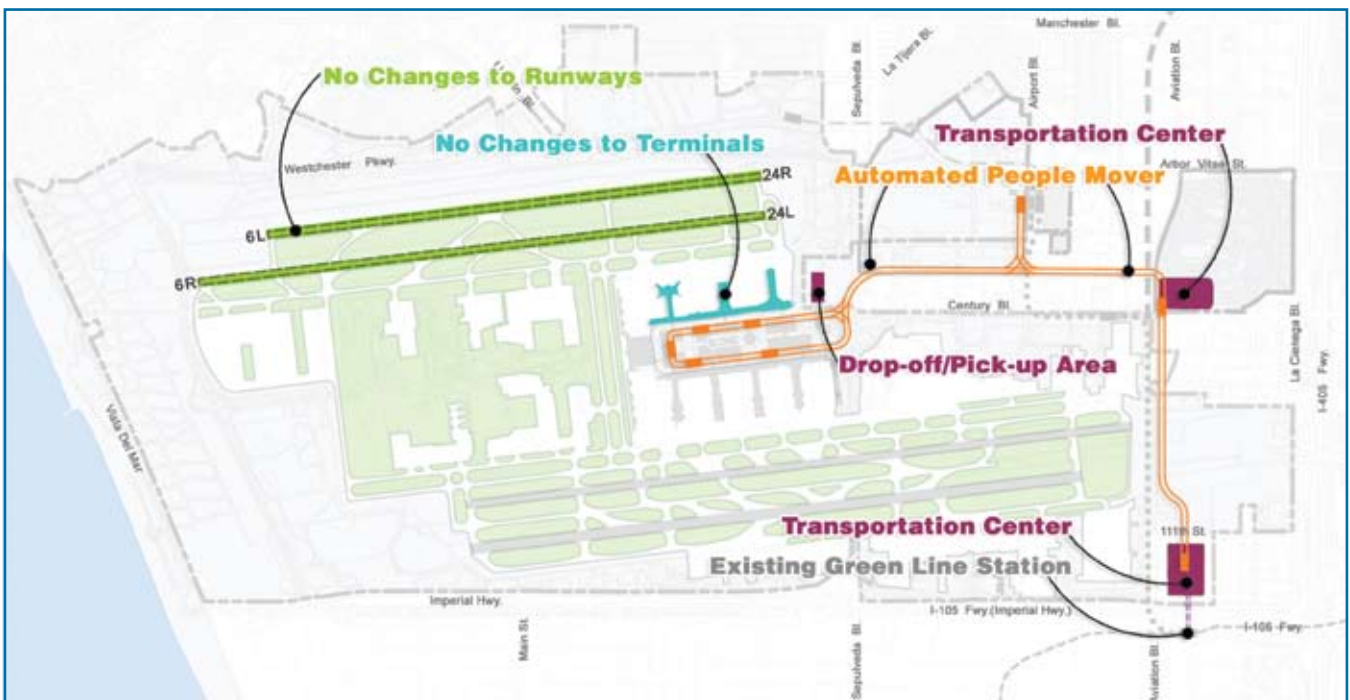 Manchester Bl.
La Tijera Bl.
Sepulveda Bl.
Airport Bl.
Aviation Bl.
No Changes to Runways
No Changes to Terminals
Transportation Center
Westchester Pkwy.
Arbor Vitae St.
Automated People Mover
24R
24L
6L
6R
Century Bl.
La Cienega Bl.
I-405 Fwy.
Drop-off/Pick-up Area
Vista Del Mar
Transportation Center
111th St.
Existing Green Line Station
Imperial Hwy.
I-105 Fwy.(Imperial Hwy.)
I-105 Fwy.
Main St.
Sepulveda Bl.
Aviation Bl.